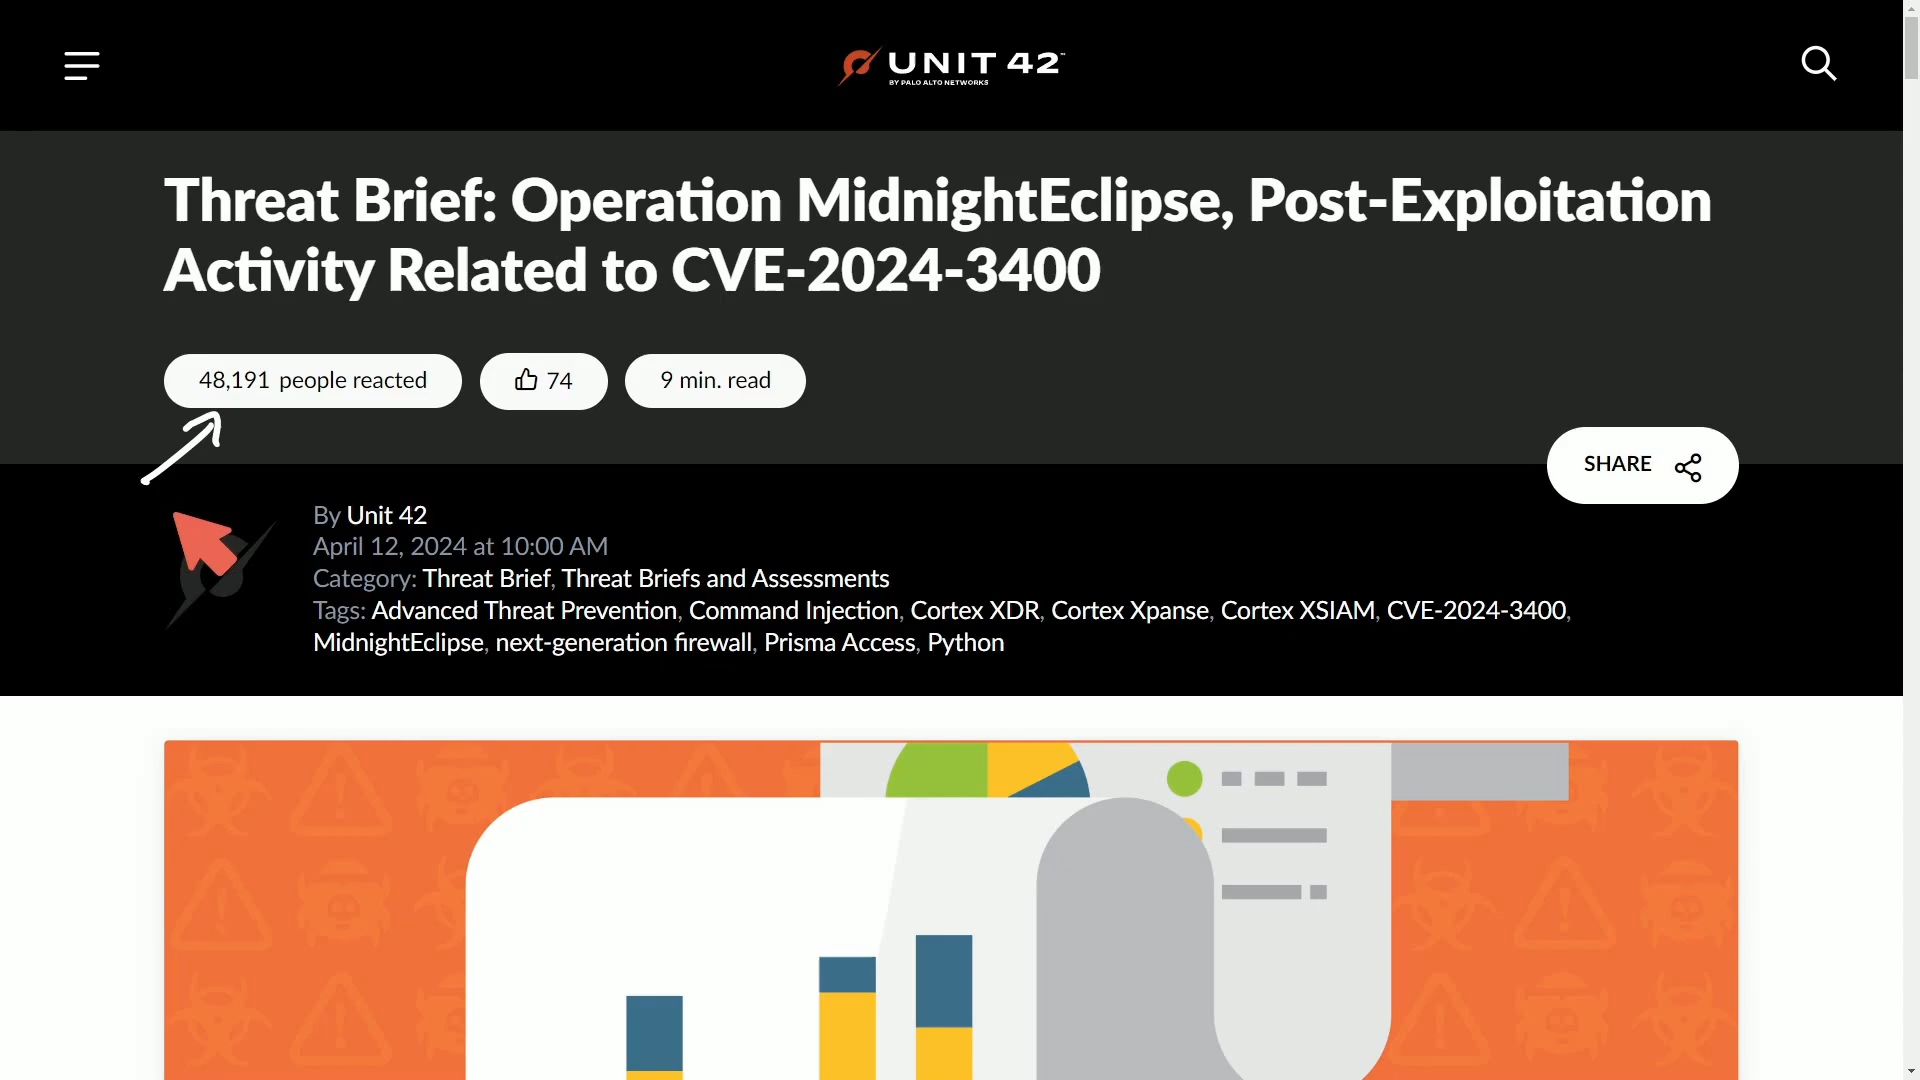 UNIT 42™
BY PALO ALTO NETWORKS
Threat Brief: Operation MidnightEclipse, Post-Exploitation
Activity Related to CVE-2024-3400
48,191 people reacted
74
9 min. read
SHARE
By Unit 42
April 12, 2024 at 10:00 AM
Category: Threat Brief, Threat Briefs and Assessments
Tags: Advanced Threat Prevention, Command Injection, Cortex XDR, Cortex Xpanse, Cortex XSIAM, CVE-2024-3400,
MidnightEclipse, next-generation firewall, Prisma Access, Python